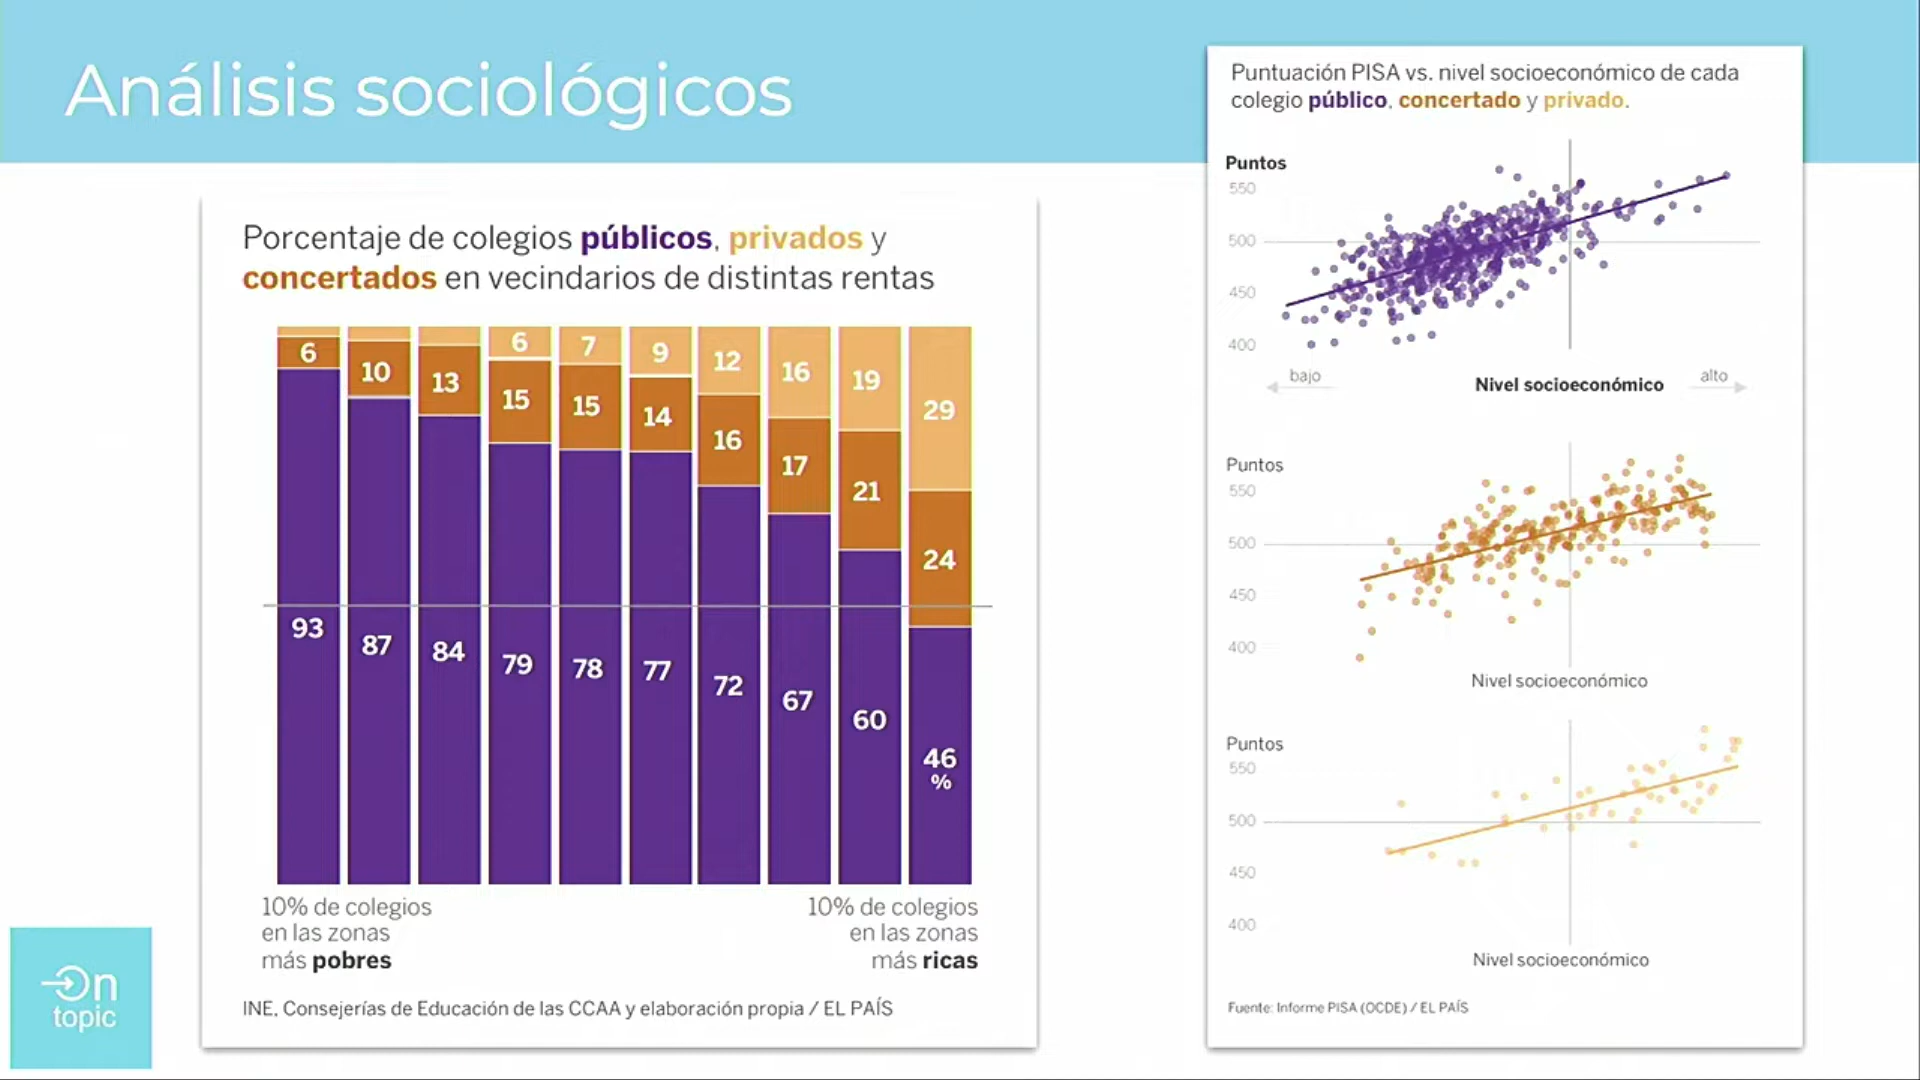 Análisis sociológicos
Porcentaje de colegios públicos, privados y
concertados en vecindarios de distintas rentas
6 10 13 6 7 9 12 16 19 29
15 15 14 16 17 21 24
93 87 84 79 78 77 72 67 60 46
%
10% de colegios
en las zonas
más pobres
10% de colegios
en las zonas
más ricas
INE, Consejerías de Educación de las CCAA y elaboración propia / EL PAÍS
On
topic
Puntuación PISA vs. nivel socioeconómico de cada
colegio público, concertado y privado.
Puntos
550
500
450
400
bajo
Nivel socioeconómico
alto
Puntos
550
500
450
400
Nivel socioeconómico
Puntos
550
500
450
400
Nivel socioeconómico
Fuente: Informe PISA (OCDE) / EL PAÍS